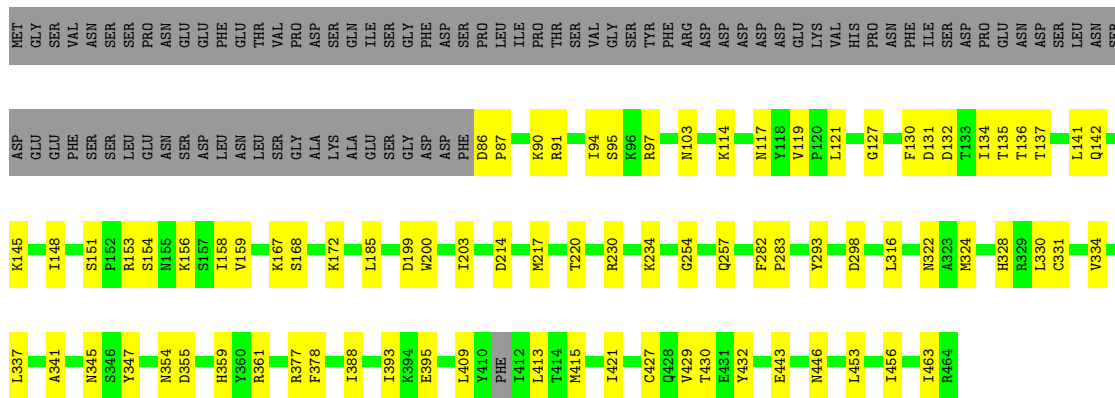 MET GLY SER VAL ASN SER SER PRO ASN GLU GLU PHE GLU THR VAL PRO ASP SER GLN ILE SER GLY PHE ASP SER PRO LEU ILE PRO THR SER VAL GLY SER TYR PHE ARG ASP ASP ASP ASP ASP GLU LYS VAL HIS PRO ASN PHE ILE SER ASP PRO GLU ASN ASP SER LEU ASN SER
ASP GLU GLU PHE SER SER LEU GLU ASN SER ASP LEU ASN LEU SER GLY ALA LYS ALA GLU SER GLY ASP ASP PHE D86 P87 K90 R91 I94 S95 K96 R97 N103 K114 N117 Y118 V119 P120 L121 G127 F130 D131 D132 T133 I134 T135 T136 T137 L141 Q142
K145 I148 S151 P152 R153 S154 N155 K156 S157 I158 V159 K167 S168 K172 L185 D199 W200 I203 D214 M217 T220 R230 K234 G254 Q257 F282 P283 Y293 D298 L316 N322 A323 M324 H328 R329 L330 C331 V334
L337 A341 N345 S346 Y347 N354 D355 H359 Y360 R361 R377 F378 I388 I393 K394 E395 L409 Y410 PHE I412 L413 T414 M415 I421 C427 Q428 V429 T430 E431 Y432 E443 N446 L453 I456 I463 R464